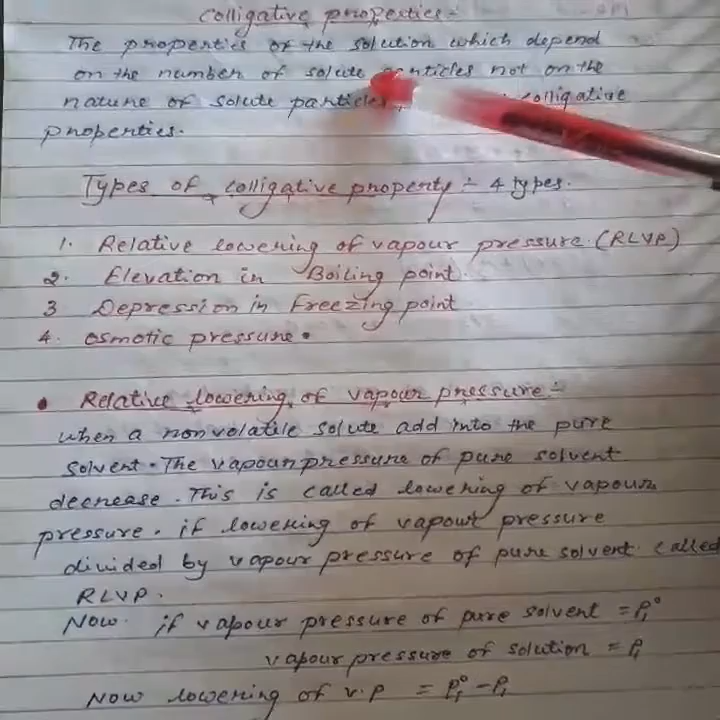 Colligative properties:-
The properties of the solution which depend
on the number of solute particles not on the
nature of solute particles colligative
properties.
Types of colligative property ÷ 4 types.
1. Relative lowering of vapour pressure. (RLVP)
2. Elevation in Boiling point.
3 Depression in Freezing point
4. osmotic pressure.
• Relative lowering of vapour pressure:-
when a nonvolatile solute add into the pure
solvent. The vapour pressure of pure solvent
decrease. This is called lowering of vapour
pressure. if lowering of vapour pressure
divided by vapour pressure of pure solvent. called
RLVP.
Now. if vapour pressure of pure solvent = P₁°
vapour pressure of solution = P₁
Now lowering of v.p = P₁° - P₁